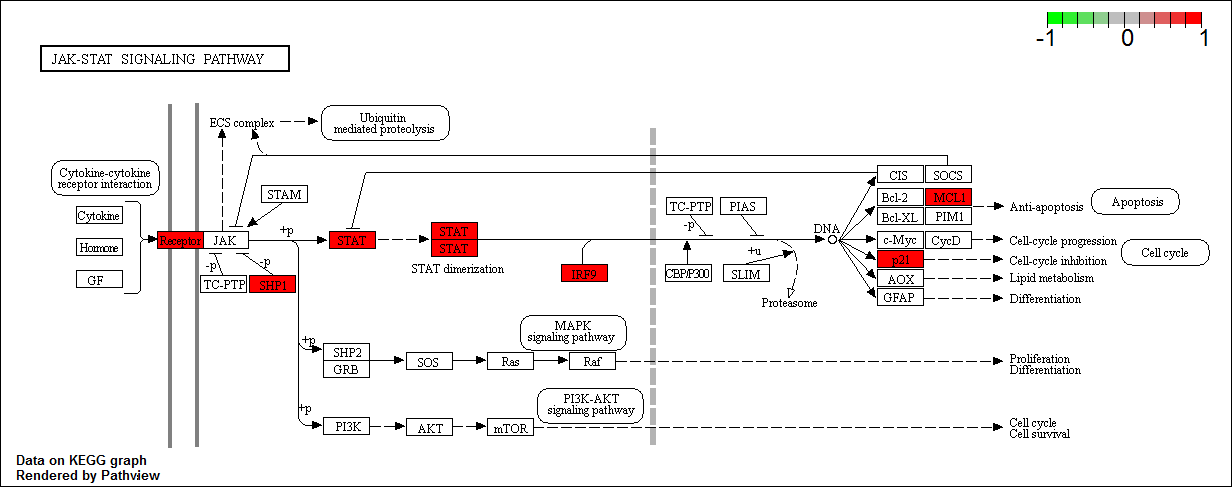 -1
0
1
JAK-STAT SIGNALING PATHWAY
ECS complex
Ubiquitin
mediated proteolysis
Cytokine-cytokine
receptor interaction
Cytokine
Hormone
GF
STAM
Receptor
JAK
+p
-p
-p
TC-PTP
SHP1
STAT
STAT
STAT
STAT dimerization
IRF9
TC-PTP
PIAS
-p
+u
CBP/P300
SLIM
Proteasome
DNA
CIS
SOCS
Bcl-2
MCL1
Bcl-XL
PIM1
c-Myc
CycD
p21
AOX
GFAP
Anti-apoptosis
Apoptosis
Cell-cycle progression
Cell-cycle inhibition
Cell cycle
Lipid metabolism
Differentiation
+p
SHP2
GRB
SOS
Ras
Raf
MAPK
signaling pathway
Proliferation
Differentiation
+p
PI3K
AKT
mTOR
PI3K-AKT
signaling pathway
Cell cycle
Cell survival
Data on KEGG graph
Rendered by Pathview